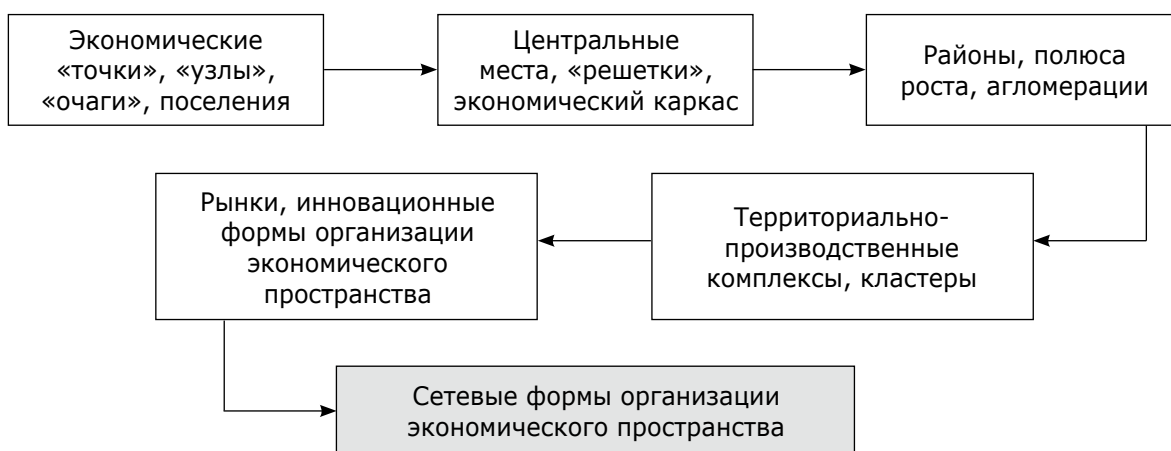 Экономические
«точки», «узлы»,
«очаги», поселения
Центральные
места, «решетки»,
экономический каркас
Районы, полюса
роста, агломерации
Территориально-
производственные
комплексы, кластеры
Рынки, инновационные
формы организации
экономического
пространства
Сетевые формы организации
экономического пространства